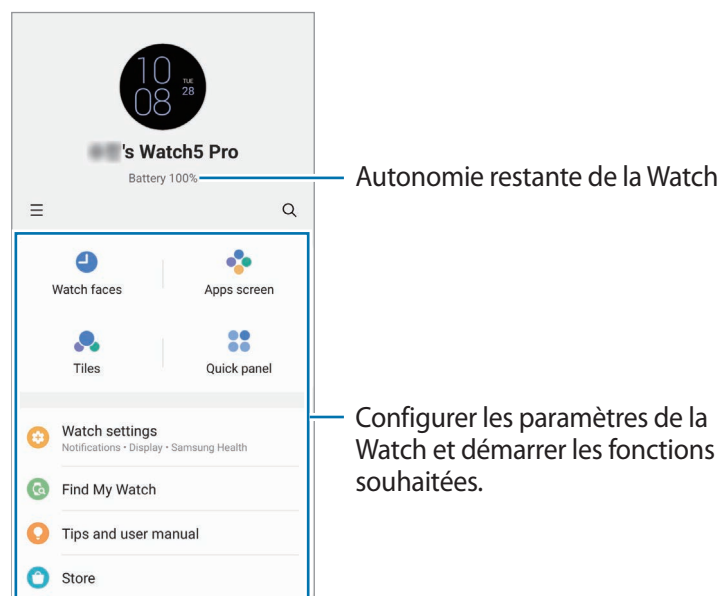 10
08
TUE
28
's Watch5 Pro
Battery 100%
Autonomie restante de la Watch
Watch faces
Apps screen
Tiles
Quick panel
Configurer les paramètres de la
Watch et démarrer les fonctions
souhaitées.
Watch settings
Notifications • Display • Samsung Health
Find My Watch
Tips and user manual
Store